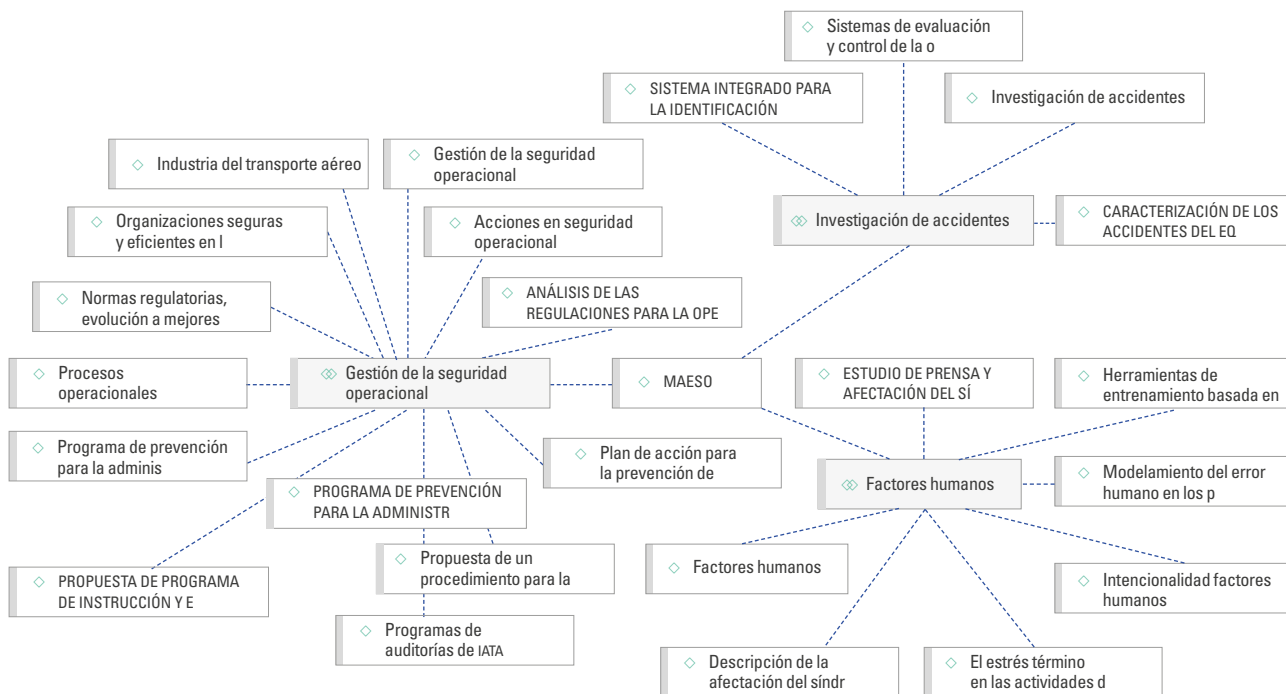 Sistemas de evaluación
y control de la o
SISTEMA INTEGRADO PARA
LA IDENTIFICACIÓN
Investigación de accidentes
Industria del transporte aéreo
Gestión de la seguridad
operacional
Organizaciones seguras
y eficientes en l
Acciones en seguridad
operacional
Investigación de accidentes
CARACTERIZACIÓN DE LOS
ACCIDENTES DEL EQ
Normas regulatorias,
evolución a mejores
ANÁLISIS DE LAS
REGULACIONES PARA LA OPE
Procesos
operacionales
Gestión de la seguridad
operacional
MAESO
ESTUDIO DE PRENSA Y
AFECTACIÓN DEL SÍ
Herramientas de
entrenamiento basada en
Programa de prevención
para la adminis
Plan de acción para
la prevención de
Factores humanos
Modelamiento del error
humano en los p
PROGRAMA DE PREVENCIÓN
PARA LA ADMINISTR
Propuesta de un
procedimiento para la
Factores humanos
PROPUESTA DE PROGRAMA
DE INSTRUCCIÓN Y E
Intencionalidad factores
humanos
Programas de
auditorías de IATA
Descripción de la
afectación del síndr
El estrés término
en las actividades d